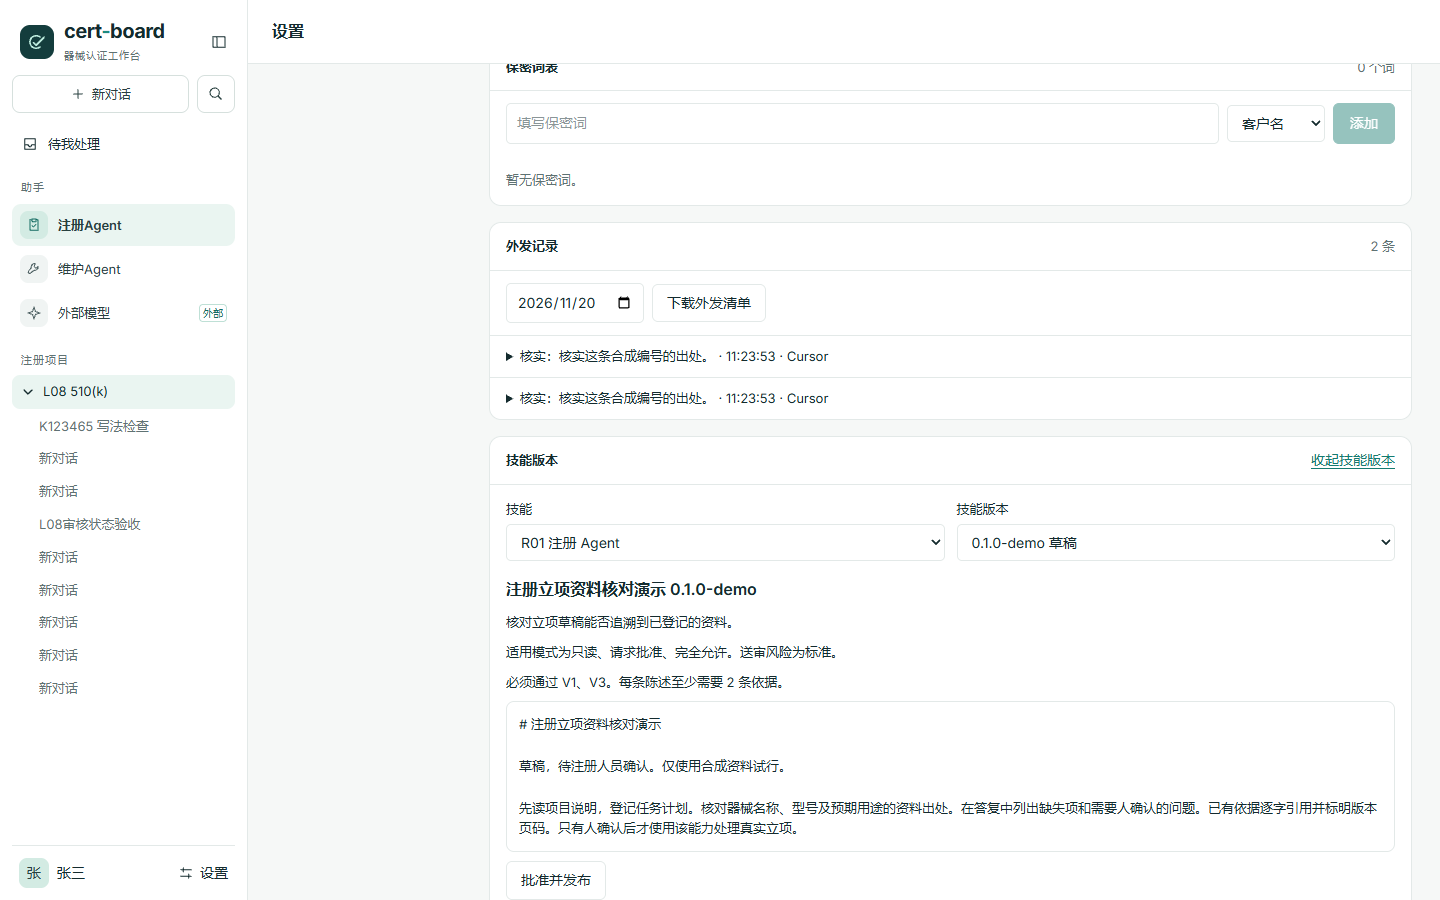 cert-board
器械认证工作台
新对话
待我处理
助手
注册Agent
维护Agent
外部模型
外部
注册项目
L08 510(k)
K123465 写法检查
新对话
新对话
L08审核状态验收
新对话
新对话
新对话
新对话
新对话
张 张三
设置
设置
保密词表
0 个词
填写保密词
客户名
添加
暂无保密词。
外发记录
2 条
2026/11/20
下载外发清单
核实：核实这条合成编号的出处。 · 11:23:53 · Cursor
核实：核实这条合成编号的出处。 · 11:23:53 · Cursor
技能版本
收起技能版本
技能
技能版本
R01 注册 Agent
0.1.0-demo 草稿
注册立项资料核对演示 0.1.0-demo
核对立项草稿能否追溯到已登记的资料。
适用模式为只读、请求批准、完全允许。送审风险为标准。
必须通过 V1、V3。每条陈述至少需要 2 条依据。
# 注册立项资料核对演示
草稿，待注册人员确认。仅使用合成资料试行。
先读项目说明，登记任务计划。核对器械名称、型号及预期用途的资料出处。在答复中列出缺失项和需要人确认的问题。已有依据逐字引用并标明版本
页码。只有人确认后才使用该能力处理真实立项。
批准并发布